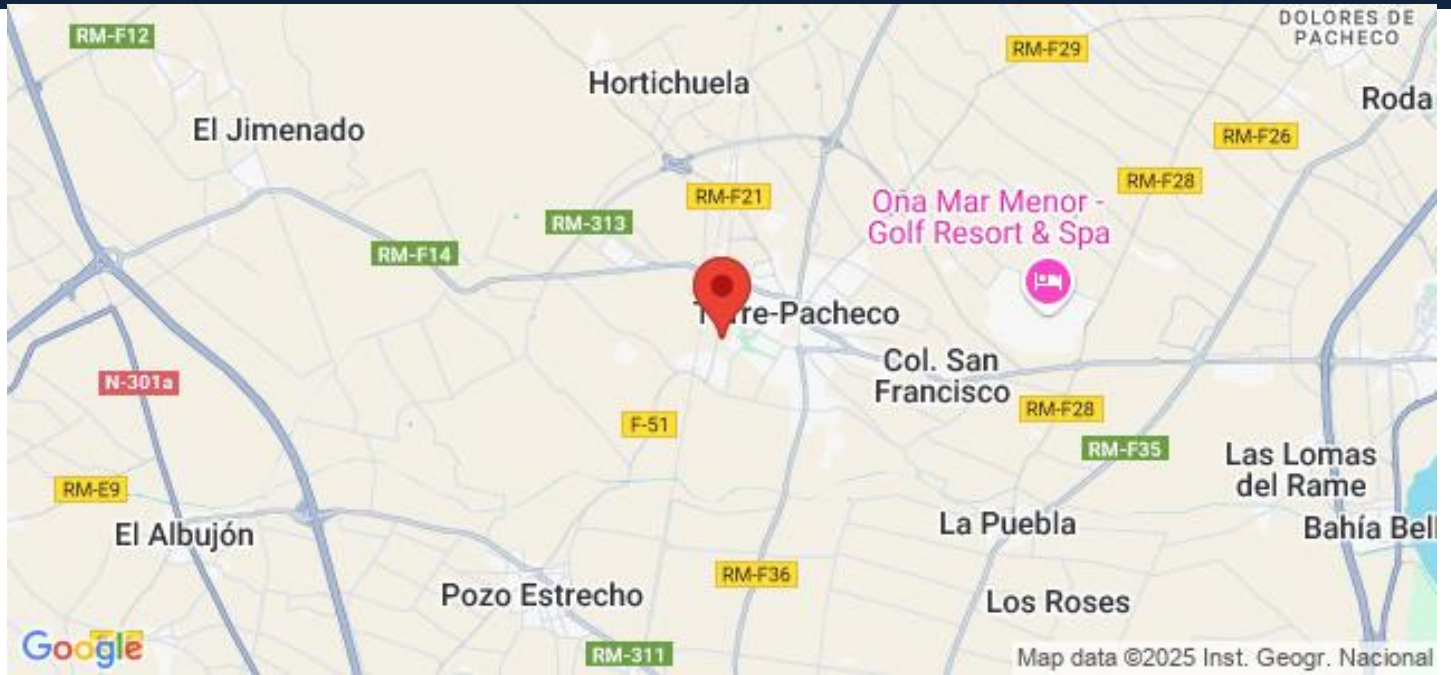 DOLORES DE
PACHECO
RM-F12
RM-F29
Hortichuela
Roda
El Jimenado
RM-F26
RM-F28
RM-F21
Oña Mar Menor -
Golf Resort & Spa
RM-313
RM-F14
Torre-Pacheco
Col. San
Francisco
N-301a
RM-F28
F-51
RM-F35
Las Lomas
del Rame
RM-E9
La Puebla
El Albujón
Bahía Bell
RM-F36
Pozo Estrecho
Los Roses
Google
RM-311
Map data ©2025 Inst. Geogr. Nacional